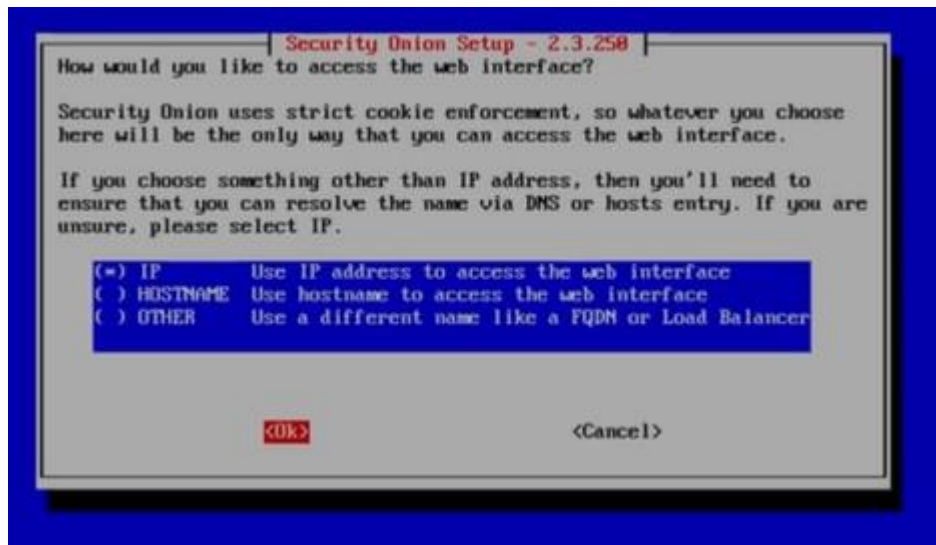 Security Onion Setup - 2.3.250
How would you like to access the web interface?
Security Onion uses strict cookie enforcement, so whatever you choose
here will be the only way that you can access the web interface.
If you choose something other than IP address, then you'll need to
ensure that you can resolve the name via DNS or hosts entry. If you are
unsure, please select IP.
(*) IP Use IP address to access the web interface
( ) HOSTNAME Use hostname to access the web interface
( ) OTHER Use a different name like a FQDN or Load Balancer
<Ok> <Cancel>